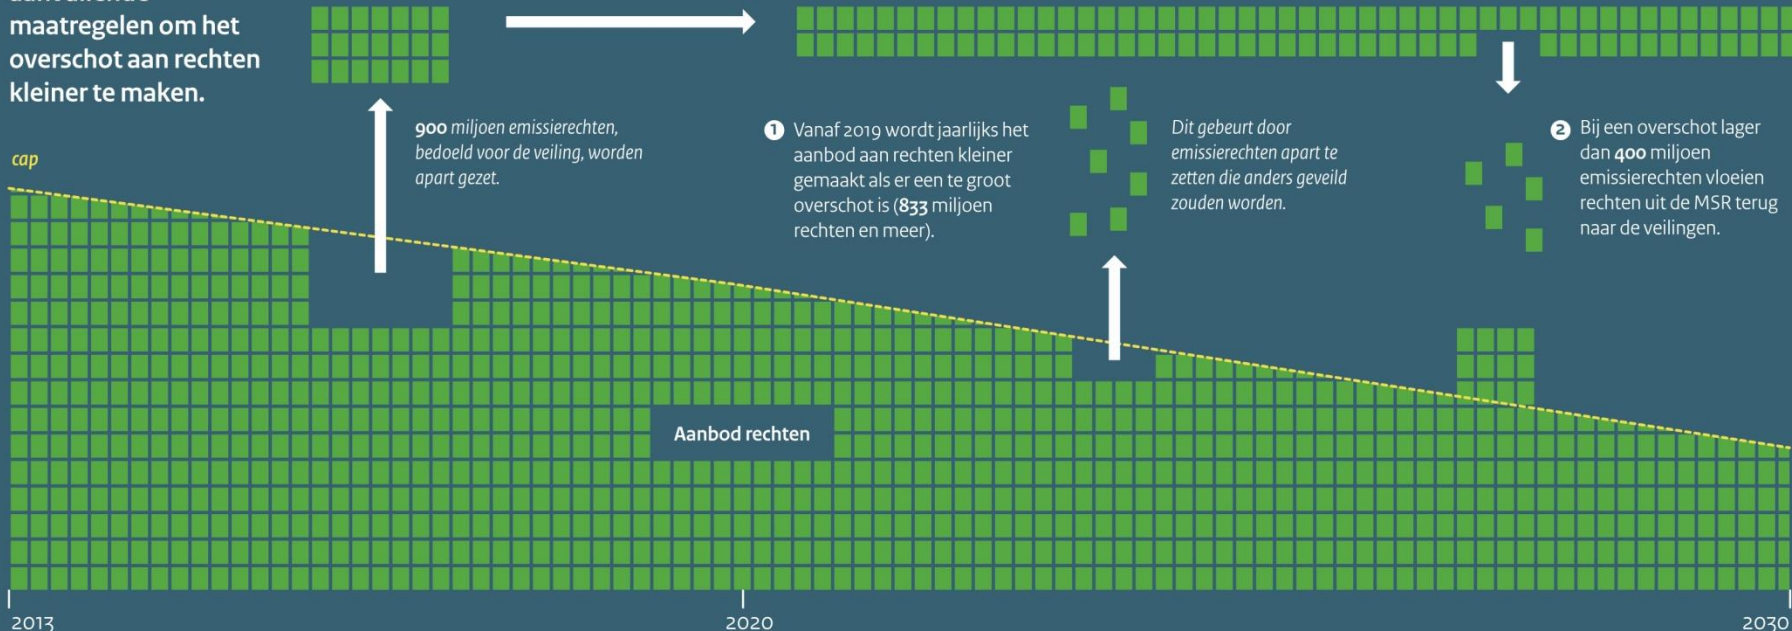 maatregelen om het
overschot aan rechten
kleiner te maken.
900 miljoen emissierechten,
bedoeld voor de veiling, worden
apart gezet.
1 Vanaf 2019 wordt jaarlijks het
aanbod aan rechten kleiner
gemaakt als er een te groot
overschot is (833 miljoen
rechten en meer).
Dit gebeurt door
emissierechten apart te
zetten die anders geveild
zouden worden.
2 Bij een overschot lager
dan 400 miljoen
emissierechten vloeien
rechten uit de MSR terug
naar de veilingen.
cap
Aanbod rechten
2013
2020
2030